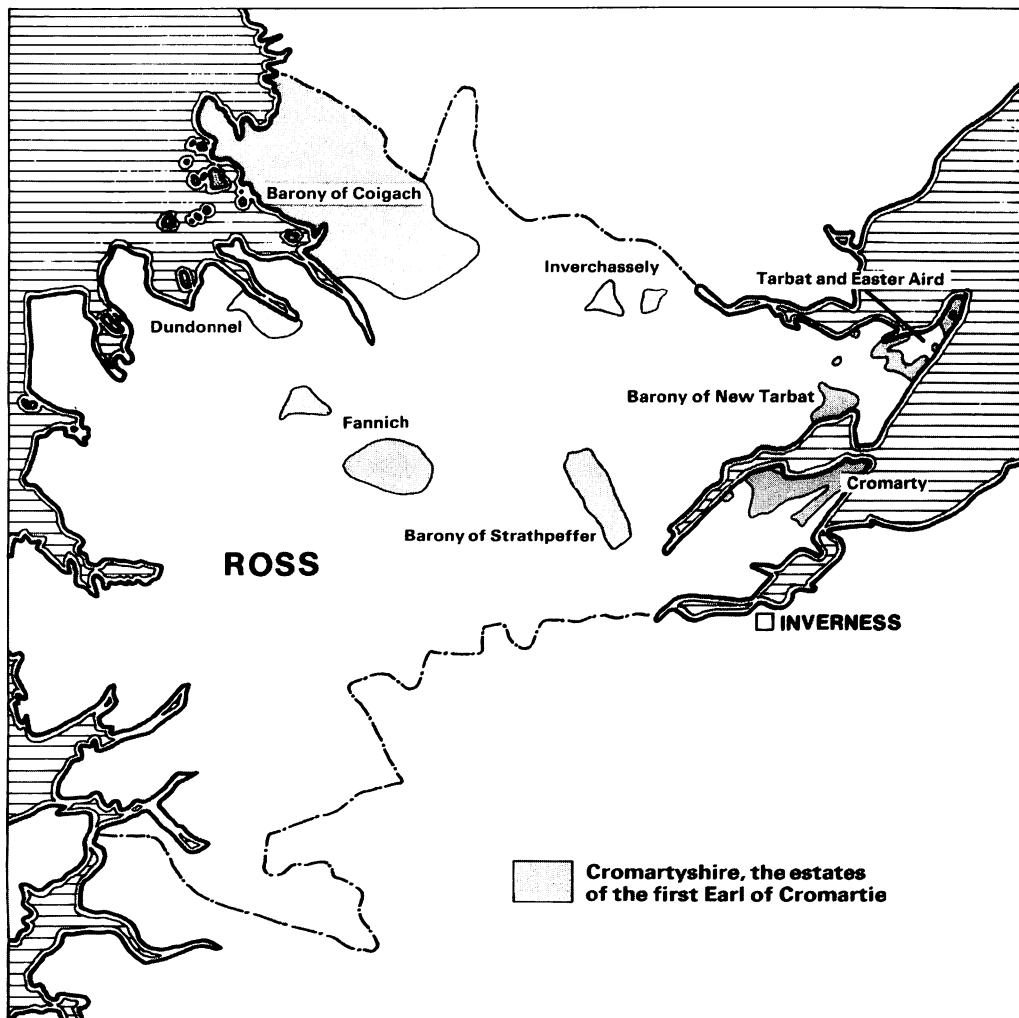 Barony of Coigach
Inverchassely
Tarbat and Easter Aird
Dundonnel
Barony of New Tarbat
Fannich
Cromarty
Barony of Strathpeffer
ROSS
INVERNESS
Cromartyshire, the estates
of the first Earl of Cromartie